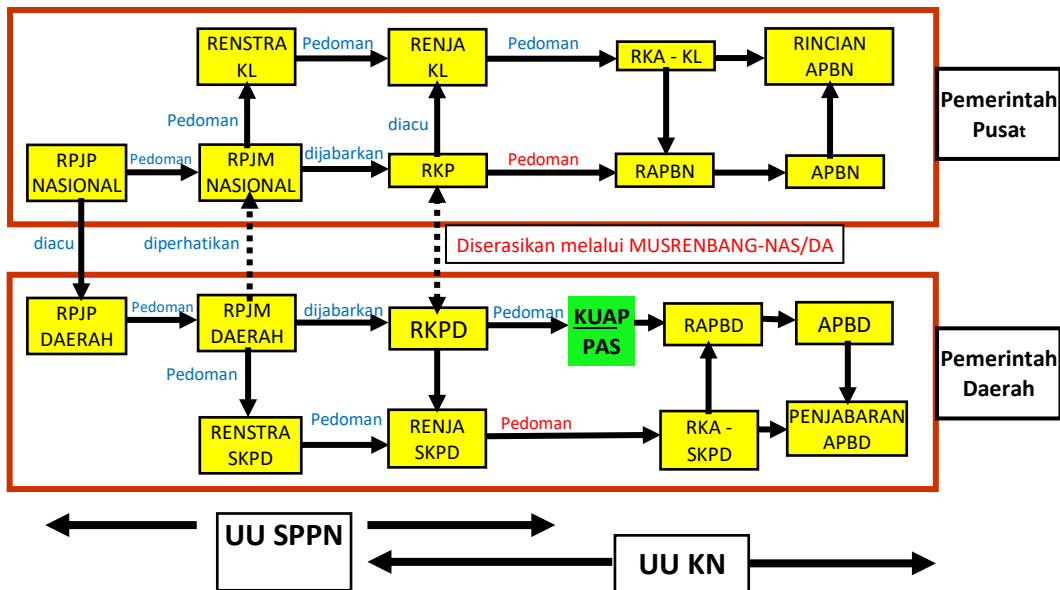 RENSTRA
KL
Pedoman
RENJA
KL
Pedoman
RKA - KL
RINCIAN
APBN
Pemerintah
Pusat
Pedoman
diacu
RPJP
NASIONAL
Pedoman
RPJM
NASIONAL
dijabarkan
RKP
Pedoman
RAPBN
APBN
diacu
diperhatikan
Diserasikan melalui MUSRENBANG-NAS/DA
RPJP
DAERAH
Pedoman
RPJM
DAERAH
dijabarkan
RKPD
Pedoman
KUAP
PAS
RAPBD
APBD
Pemerintah
Daerah
Pedoman
RENSTRA
SKPD
Pedoman
RENJA
SKPD
Pedoman
RKA -
SKPD
PENJABARAN
APBD
UU SPPN
UU KN